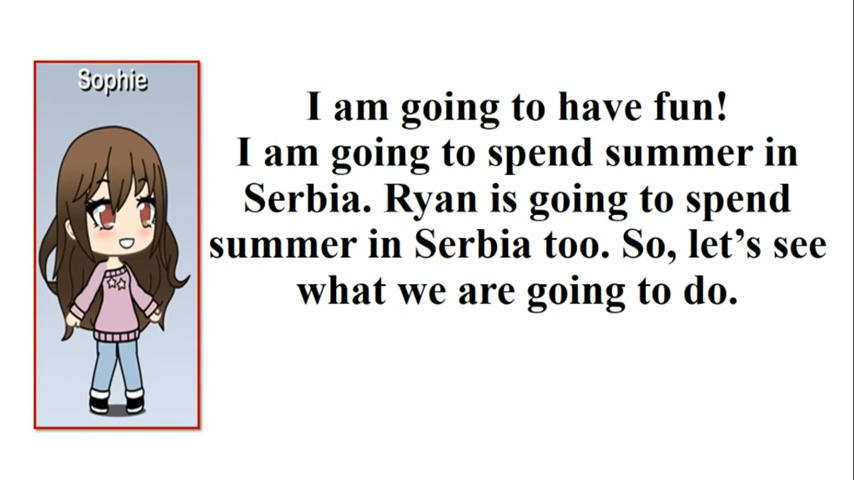 Sophie
I am going to have fun!
I am going to spend summer in
Serbia. Ryan is going to spend
summer in Serbia too. So, let’s see
what we are going to do.